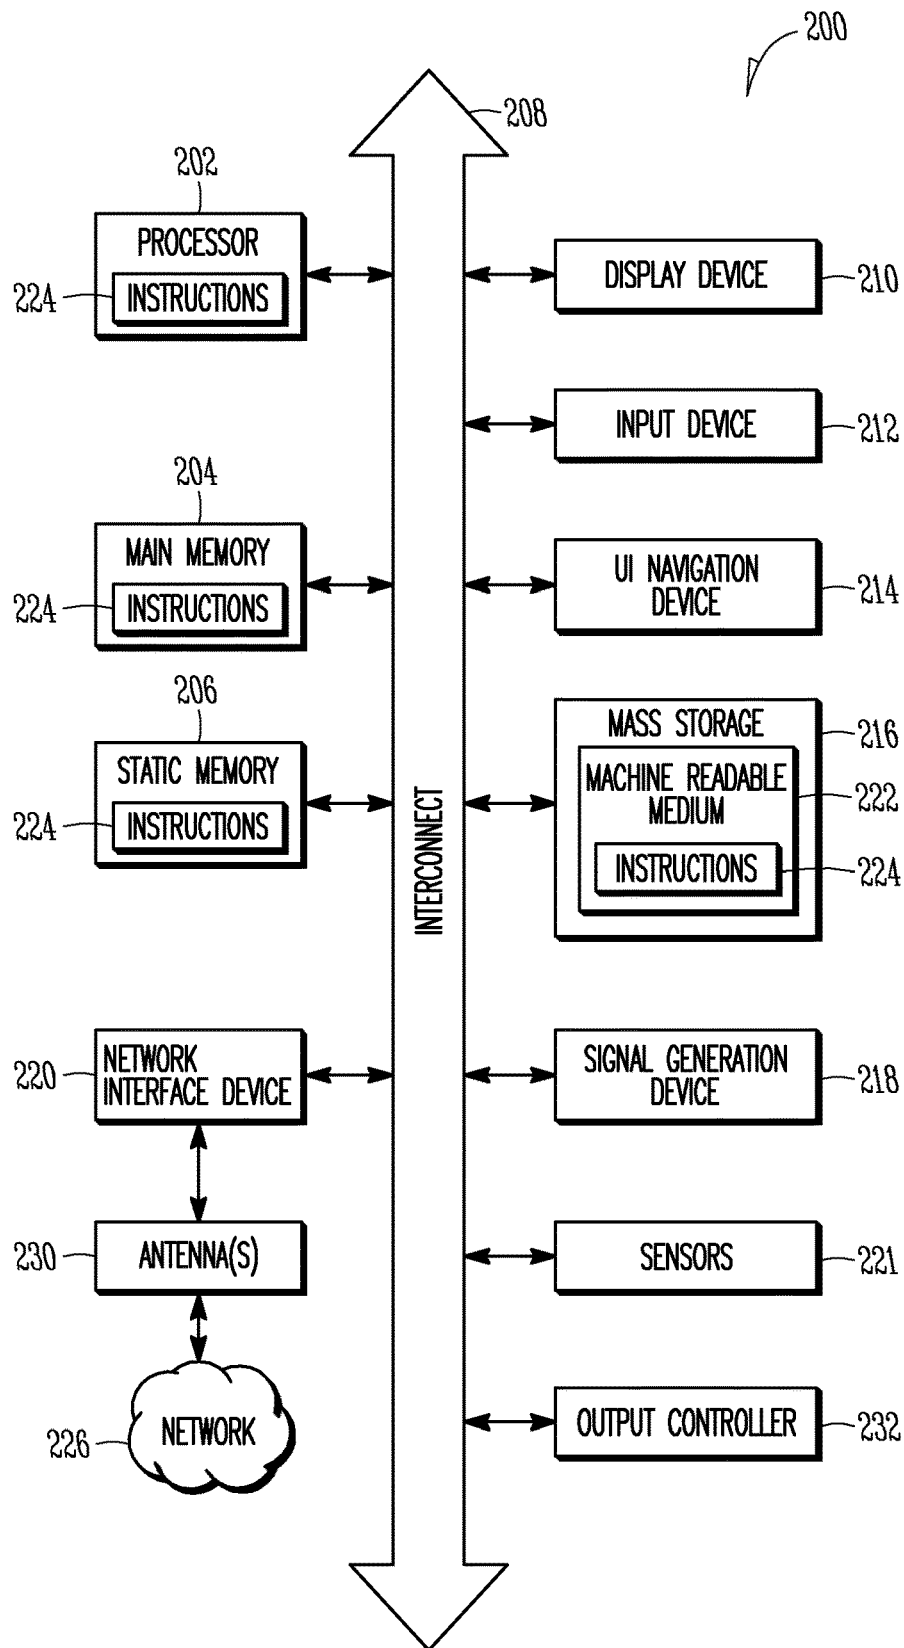 200
208
202
PROCESSOR
224
INSTRUCTIONS
204
MAIN MEMORY
224
INSTRUCTIONS
206
STATIC MEMORY
224
INSTRUCTIONS
220
NETWORK
INTERFACE DEVICE
230
ANTENNA(S)
226
NETWORK
INTERCONNECT
DISPLAY DEVICE
210
INPUT DEVICE
212
UI NAVIGATION
DEVICE
214
MASS STORAGE
216
MACHINE READABLE
MEDIUM
222
INSTRUCTIONS
224
SIGNAL GENERATION
DEVICE
218
SENSORS
221
OUTPUT CONTROLLER
232